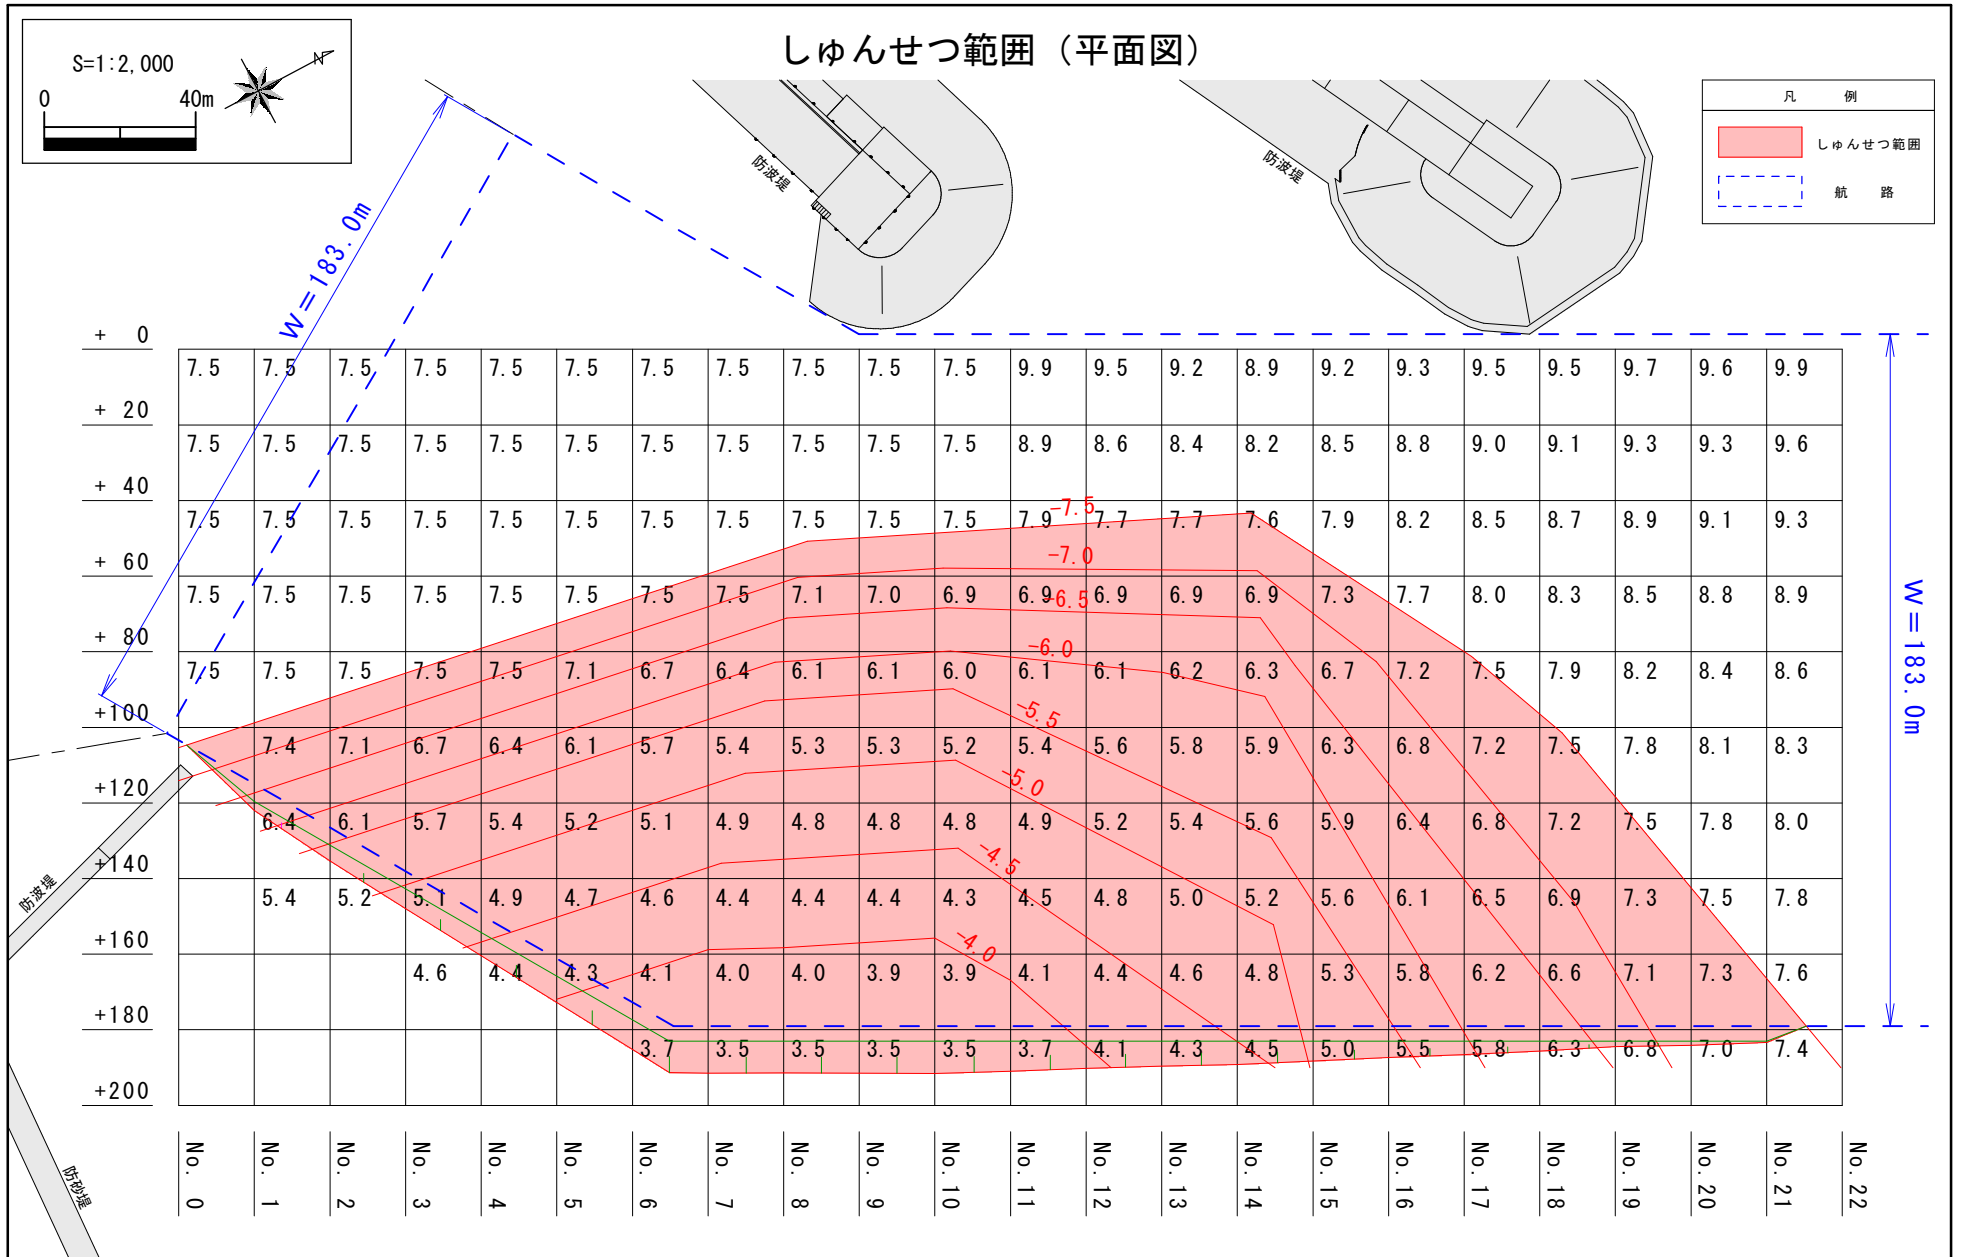 しゅんせつ範囲（平面図）
S=1:2,000
0 40m
N
凡 例
しゅんせつ範囲
航 路
防波堤
防波堤
W=183.0m
+ 0
7.5 7.5 7.5 7.5 7.5 7.5 7.5 7.5 7.5 7.5 7.5 9.9 9.5 9.2 8.9 9.2 9.3 9.5 9.5 9.7 9.6 9.9
+ 20
7.5 7.5 7.5 7.5 7.5 7.5 7.5 7.5 7.5 7.5 7.5 8.9 8.6 8.4 8.2 8.5 8.8 9.0 9.1 9.3 9.3 9.6
+ 40
-7.5
7.5 7.5 7.5 7.5 7.5 7.5 7.5 7.5 7.5 7.5 7.5 7.9 7.7 7.7 7.6 7.9 8.2 8.5 8.7 8.9 9.1 9.3
-7.0
+ 60
7.5 7.5 7.5 7.5 7.5 7.5 7.5 7.5 7.1 7.0 6.9 6.9 6.9 6.9 6.9 7.3 7.7 8.0 8.3 8.5 8.8 8.9
-6.5
+ 80
-6.0
7.5 7.5 7.5 7.5 7.5 7.1 6.7 6.4 6.1 6.1 6.0 6.1 6.1 6.2 6.3 6.7 7.2 7.5 7.9 8.2 8.4 8.6
W=183.0m
+100
-5.5
7.4 7.1 6.7 6.4 6.1 5.7 5.4 5.3 5.3 5.2 5.4 5.6 5.8 5.9 6.3 6.8 7.2 7.5 7.8 8.1 8.3
-5.0
+120
6.4 6.1 5.7 5.4 5.2 5.1 4.9 4.8 4.8 4.8 4.9 5.2 5.4 5.6 5.9 6.4 6.8 7.2 7.5 7.8 8.0
-4.5
+140
5.4 5.2 5.1 4.9 4.7 4.6 4.4 4.4 4.4 4.3 4.5 4.8 5.0 5.2 5.6 6.1 6.5 6.9 7.3 7.5 7.8
防波堤
-4.0
+160
4.6 4.4 4.3 4.1 4.0 4.0 3.9 3.9 4.1 4.4 4.6 4.8 5.3 5.8 6.2 6.6 7.1 7.3 7.6
+180
3.7 3.5 3.5 3.5 3.5 3.7 4.1 4.3 4.5 5.0 5.5 5.8 6.3 6.8 7.0 7.4
+200
防砂堤
No. 0
No. 1
No. 2
No. 3
No. 4
No. 5
No. 6
No. 7
No. 8
No. 9
No.10
No.11
No.12
No.13
No.14
No.15
No.16
No.17
No.18
No.19
No.20
No.21
No.22